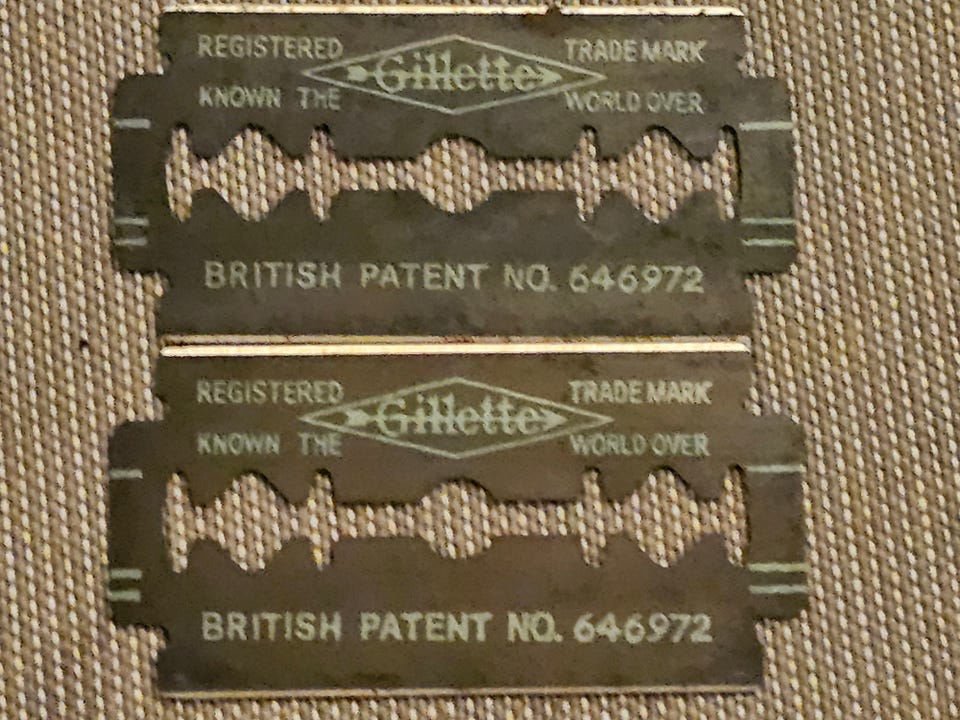 REGISTERED Gillette TRADE MARK
KNOWN THE WORLD OVER
BRITISH PATENT NO. 646972
REGISTERED Gillette TRADE MARK
KNOWN THE WORLD OVER
BRITISH PATENT NO. 646972